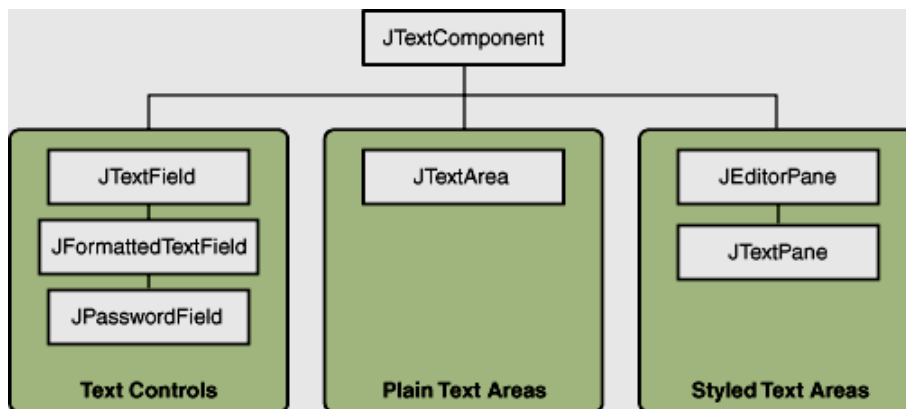 JTextComponent
JTextField
JFormattedTextField
JPasswordField
Text Controls
JTextArea
Plain Text Areas
JEditorPane
JTextPane
Styled Text Areas